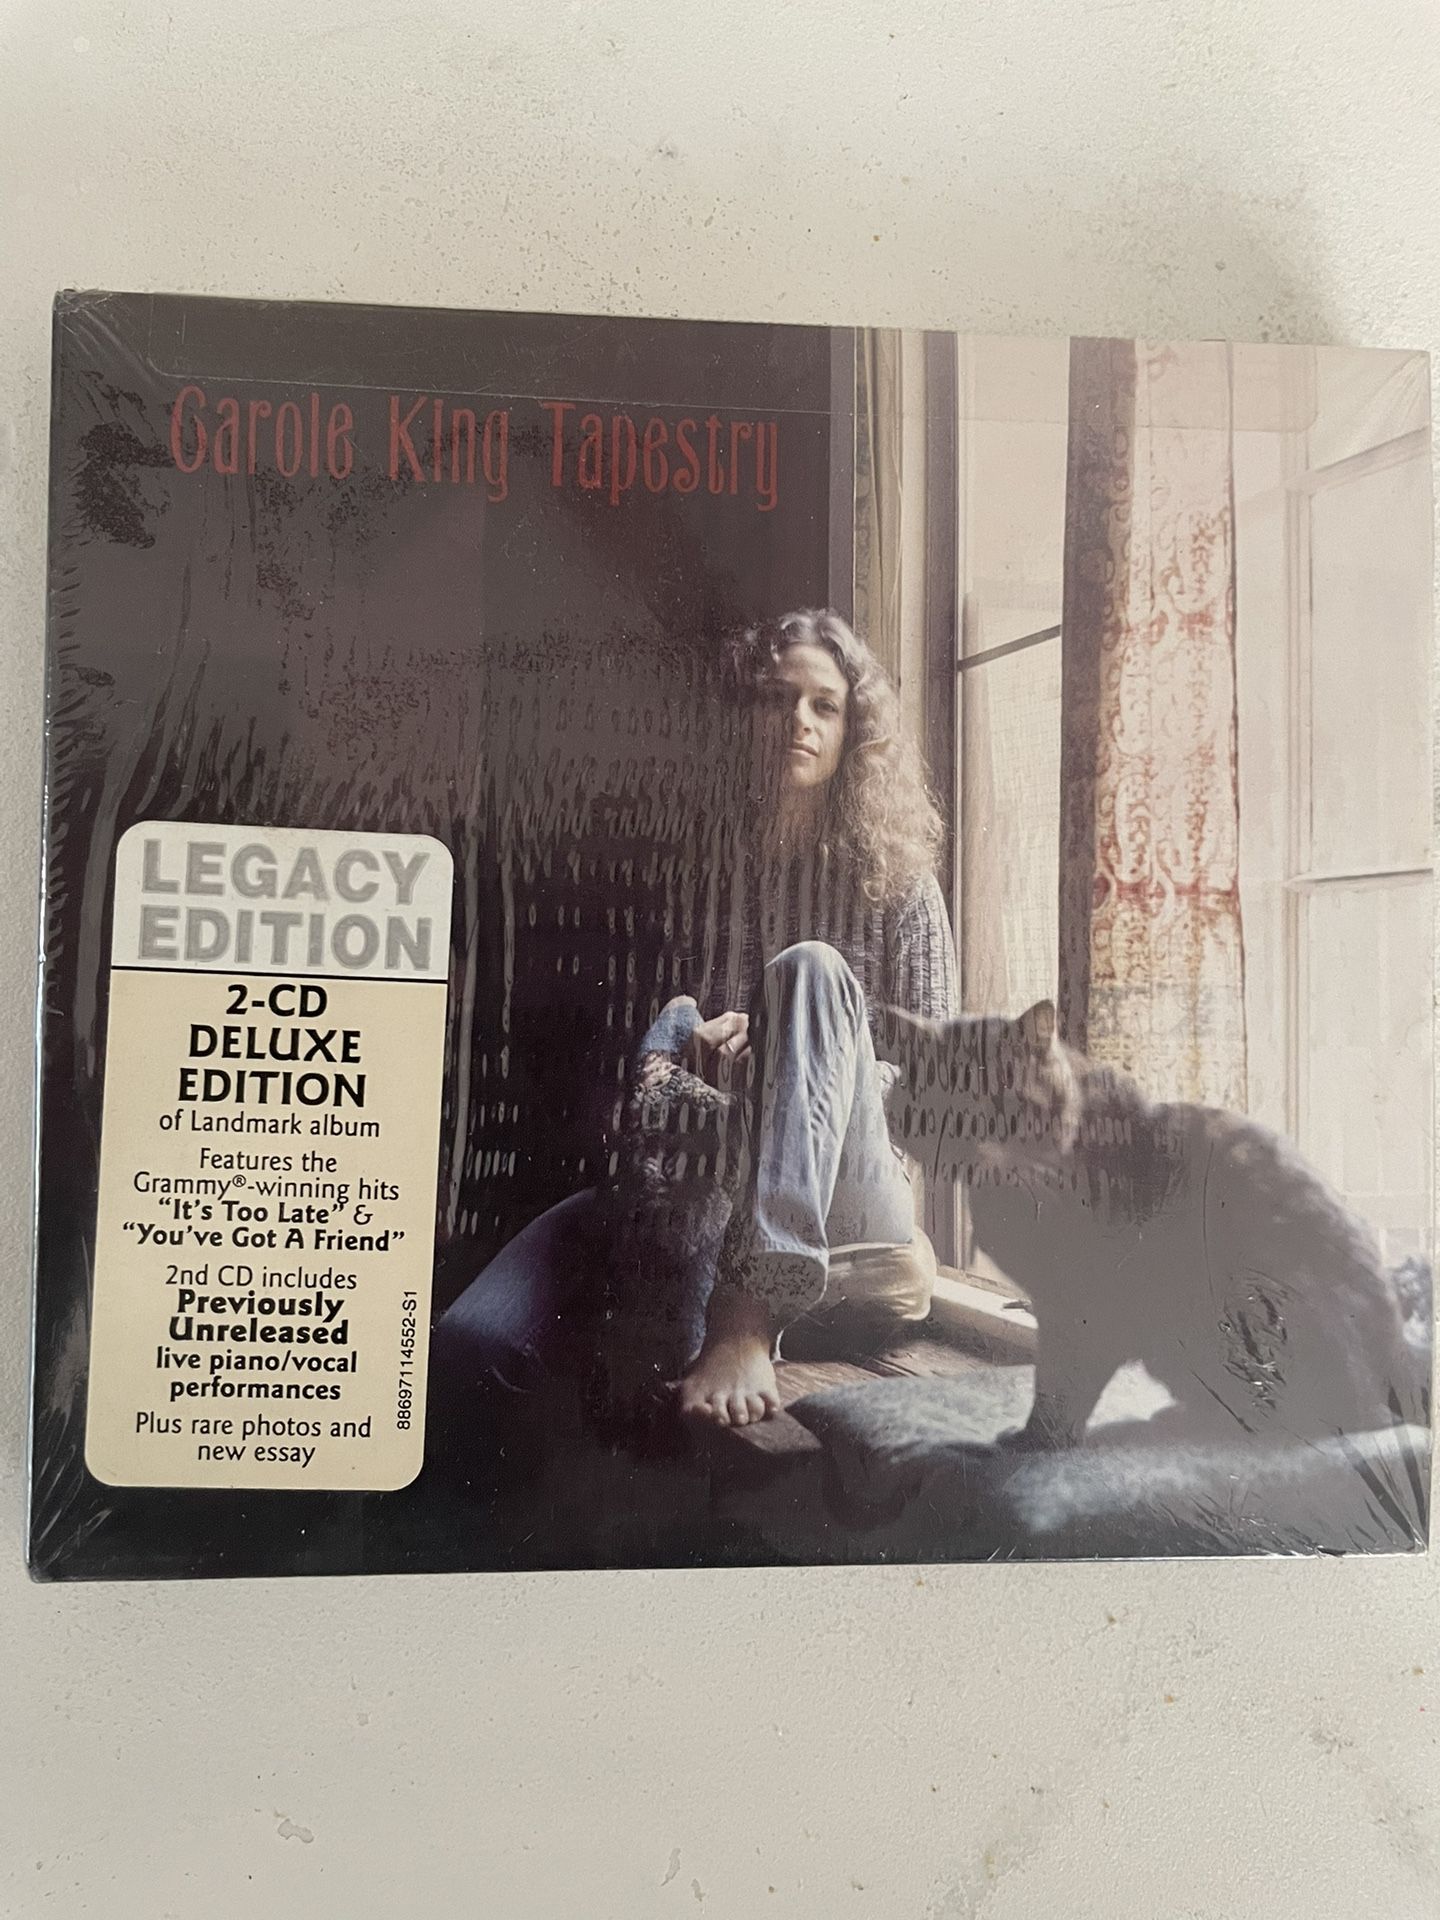 Carole King Tapestry
LEGACY
EDITION
2-CD
DELUXE
EDITION
of Landmark album
Features the
Grammy®-winning hits
“It's Too Late” &
“You've Got A Friend”
2nd CD includes
Previously
Unreleased
live piano/vocal
performances
Plus rare photos and
new essay
88697114552-S1